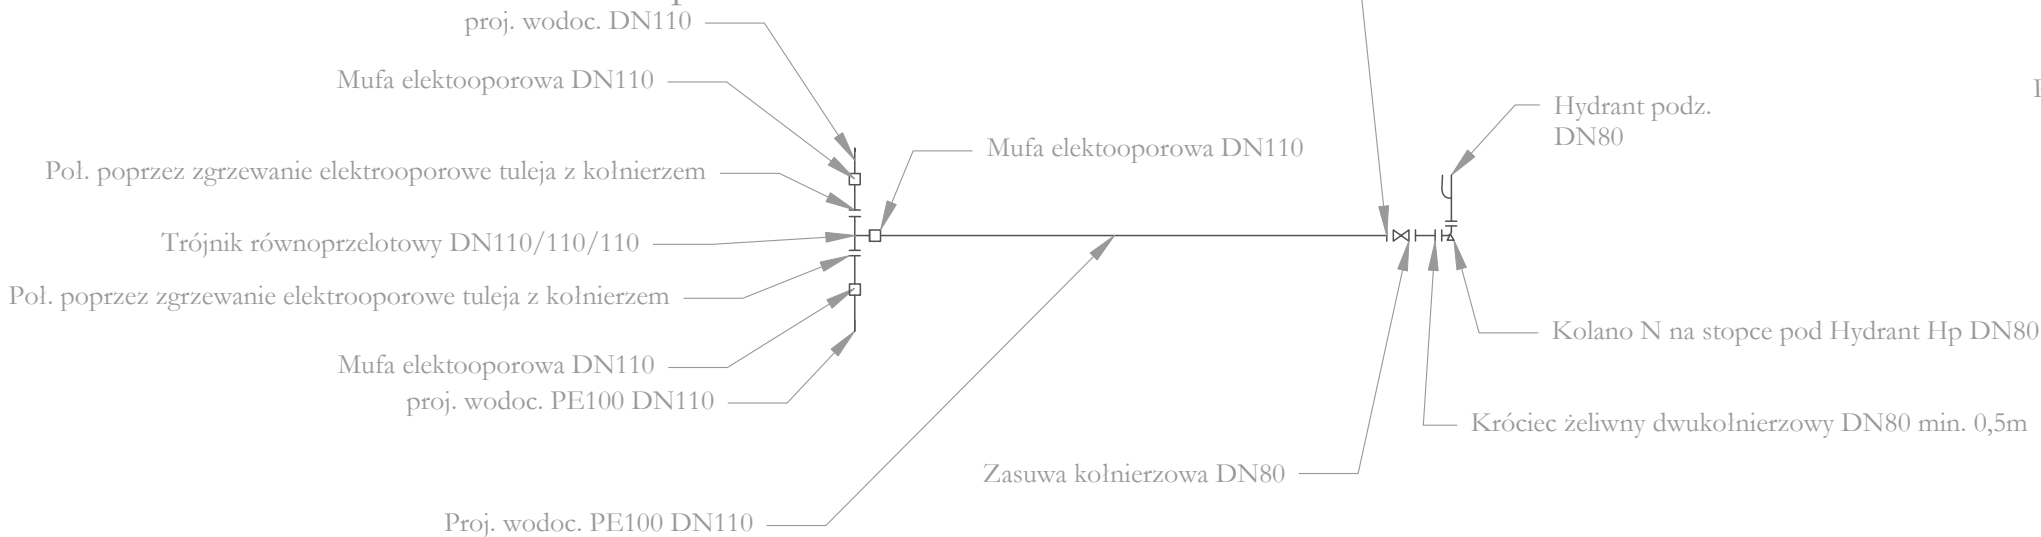 proj. wodoc. DN110
Mufa elektooporowa DN110
Hydrant podz.
DN80
Mufa elektooporowa DN110
Poł. poprzez zgrzewanie elektrooporowe tuleja z kołnierzem
Trójnik równoprzelotowy DN110/110/110
Poł. poprzez zgrzewanie elektrooporowe tuleja z kołnierzem
Kolano N na stopce pod Hydrant Hp DN80
Mufa elektooporowa DN110
proj. wodoc. PE100 DN110
Króciec żeliwny dwukołnierzowy DN80 min. 0,5m
Zasuwa kołnierzowa DN80
Proj. wodoc. PE100 DN110